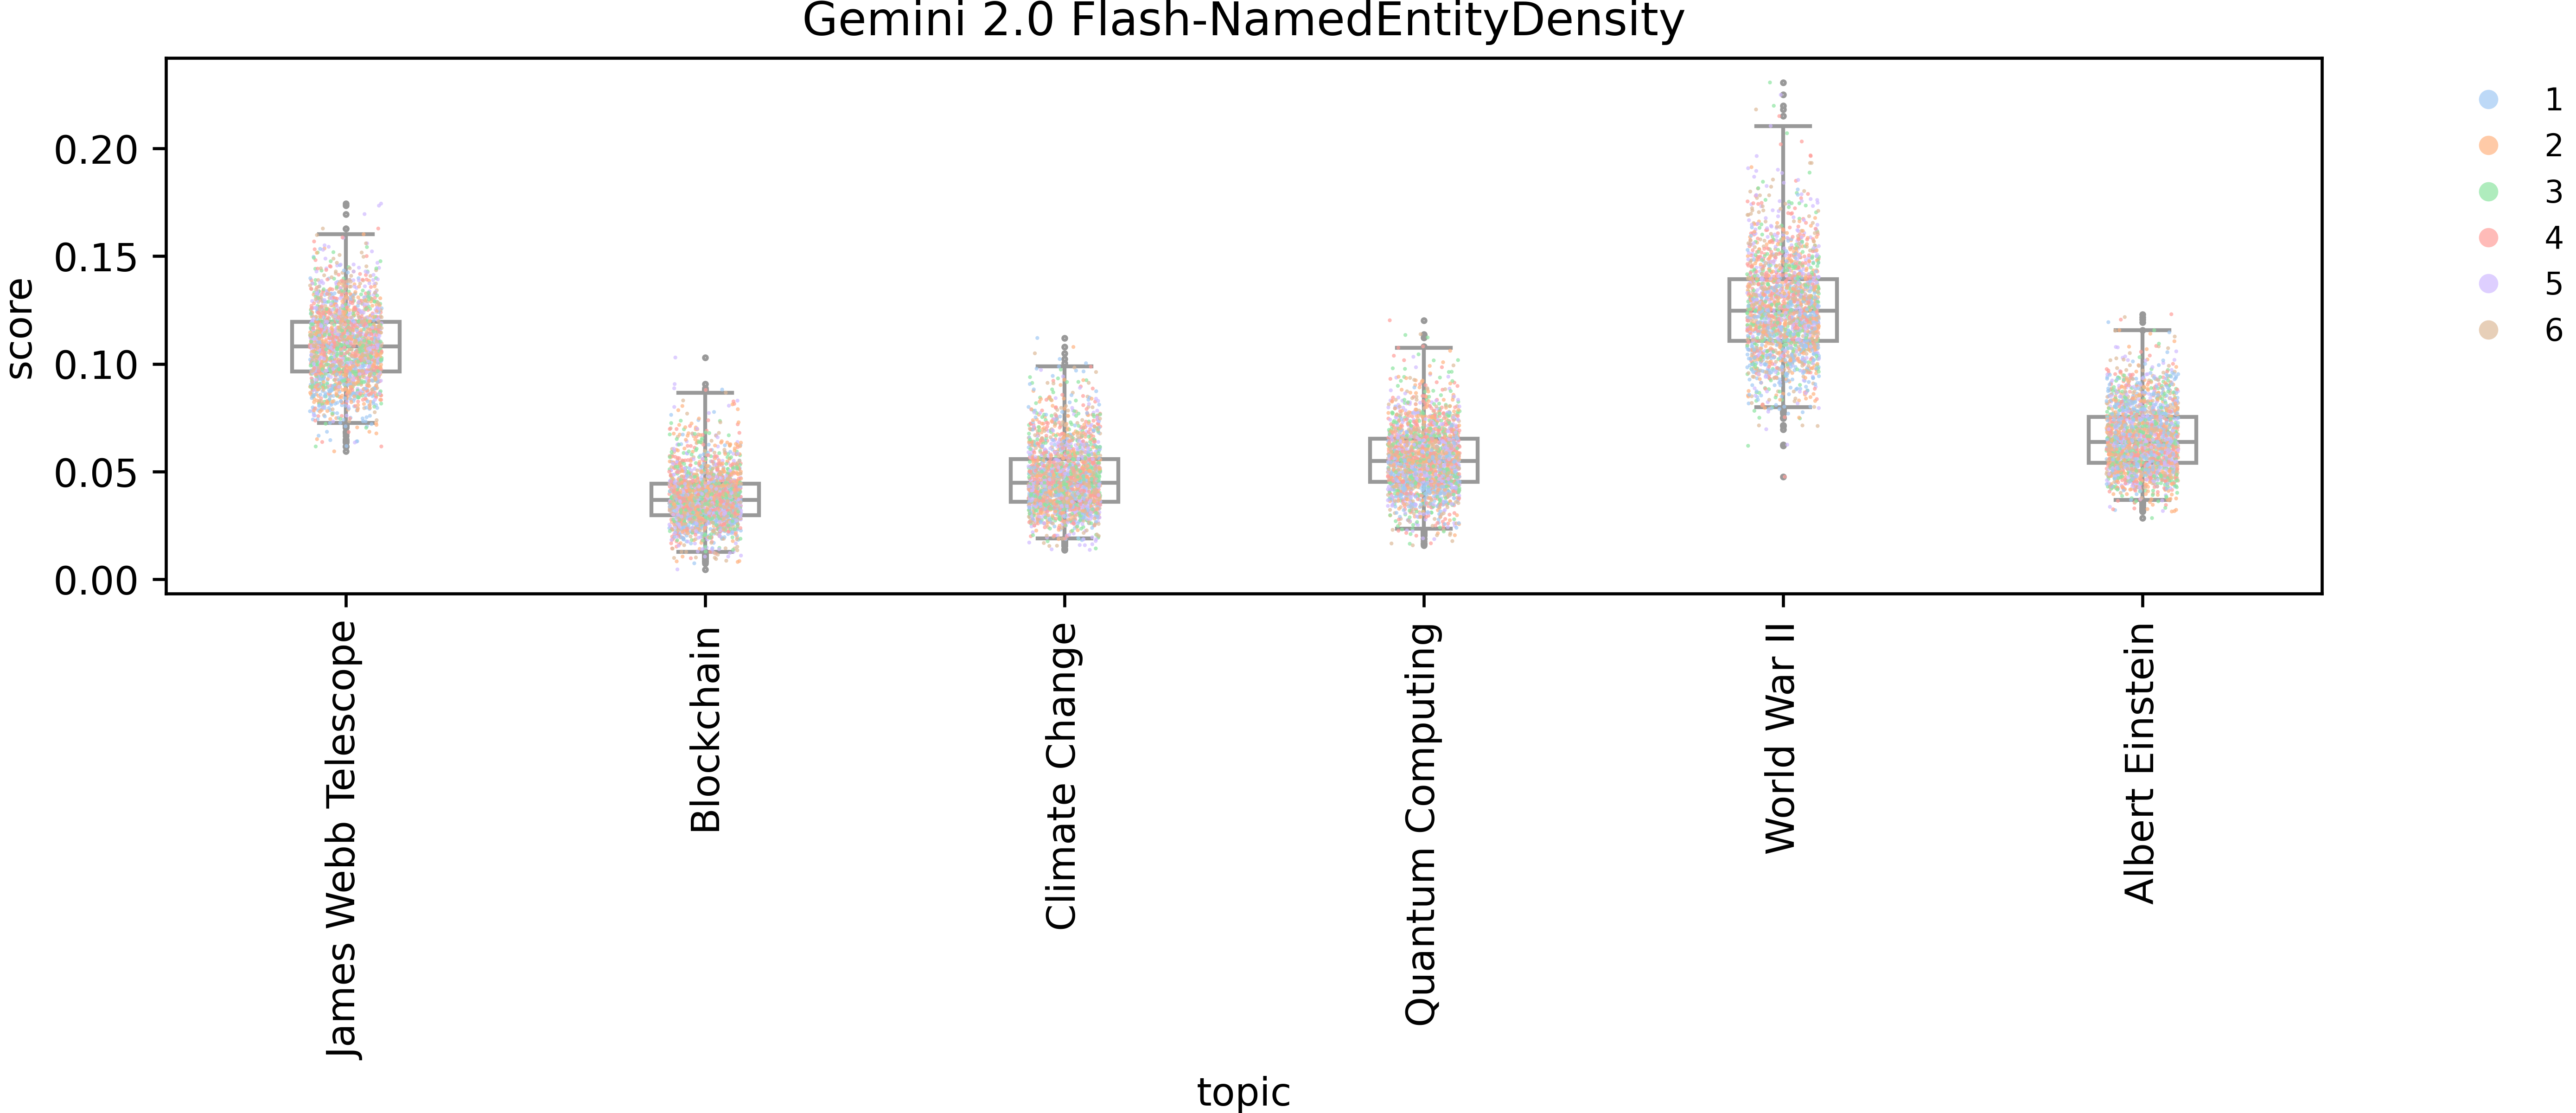 Gemini 2.0 Flash-NamedEntityDensity
score
0.20
0.15
0.10
0.05
0.00
James Webb Telescope
Blockchain
Climate Change
Quantum Computing
World War II
Albert Einstein
topic
1
2
3
4
5
6